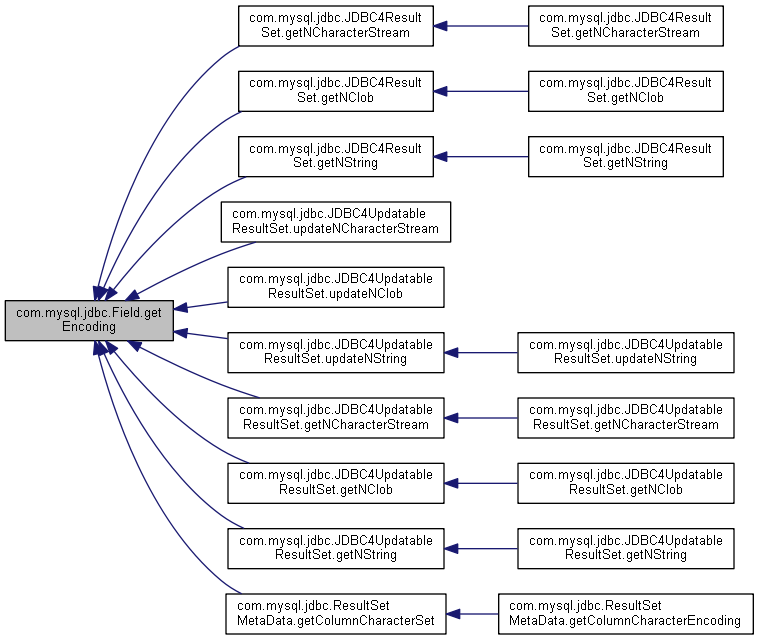 com.mysql.jdbc.JDBC4Result
Set.getNCharacterStream
com.mysql.jdbc.JDBC4Result
Set.getNCharacterStream
com.mysql.jdbc.JDBC4Result
Set.getNClob
com.mysql.jdbc.JDBC4Result
Set.getNClob
com.mysql.jdbc.JDBC4Result
Set.getNString
com.mysql.jdbc.JDBC4Result
Set.getNString
com.mysql.jdbc.JDBC4Updatable
ResultSet.updateNCharacterStream
com.mysql.jdbc.JDBC4Updatable
ResultSet.updateNClob
com.mysql.jdbc.Field.get
Encoding
com.mysql.jdbc.JDBC4Updatable
ResultSet.updateNString
com.mysql.jdbc.JDBC4Updatable
ResultSet.updateNString
com.mysql.jdbc.JDBC4Updatable
ResultSet.getNCharacterStream
com.mysql.jdbc.JDBC4Updatable
ResultSet.getNCharacterStream
com.mysql.jdbc.JDBC4Updatable
ResultSet.getNClob
com.mysql.jdbc.JDBC4Updatable
ResultSet.getNClob
com.mysql.jdbc.JDBC4Updatable
ResultSet.getNString
com.mysql.jdbc.JDBC4Updatable
ResultSet.getNString
com.mysql.jdbc.ResultSet
MetaData.getColumnCharacterSet
com.mysql.jdbc.ResultSet
MetaData.getColumnCharacterEncoding